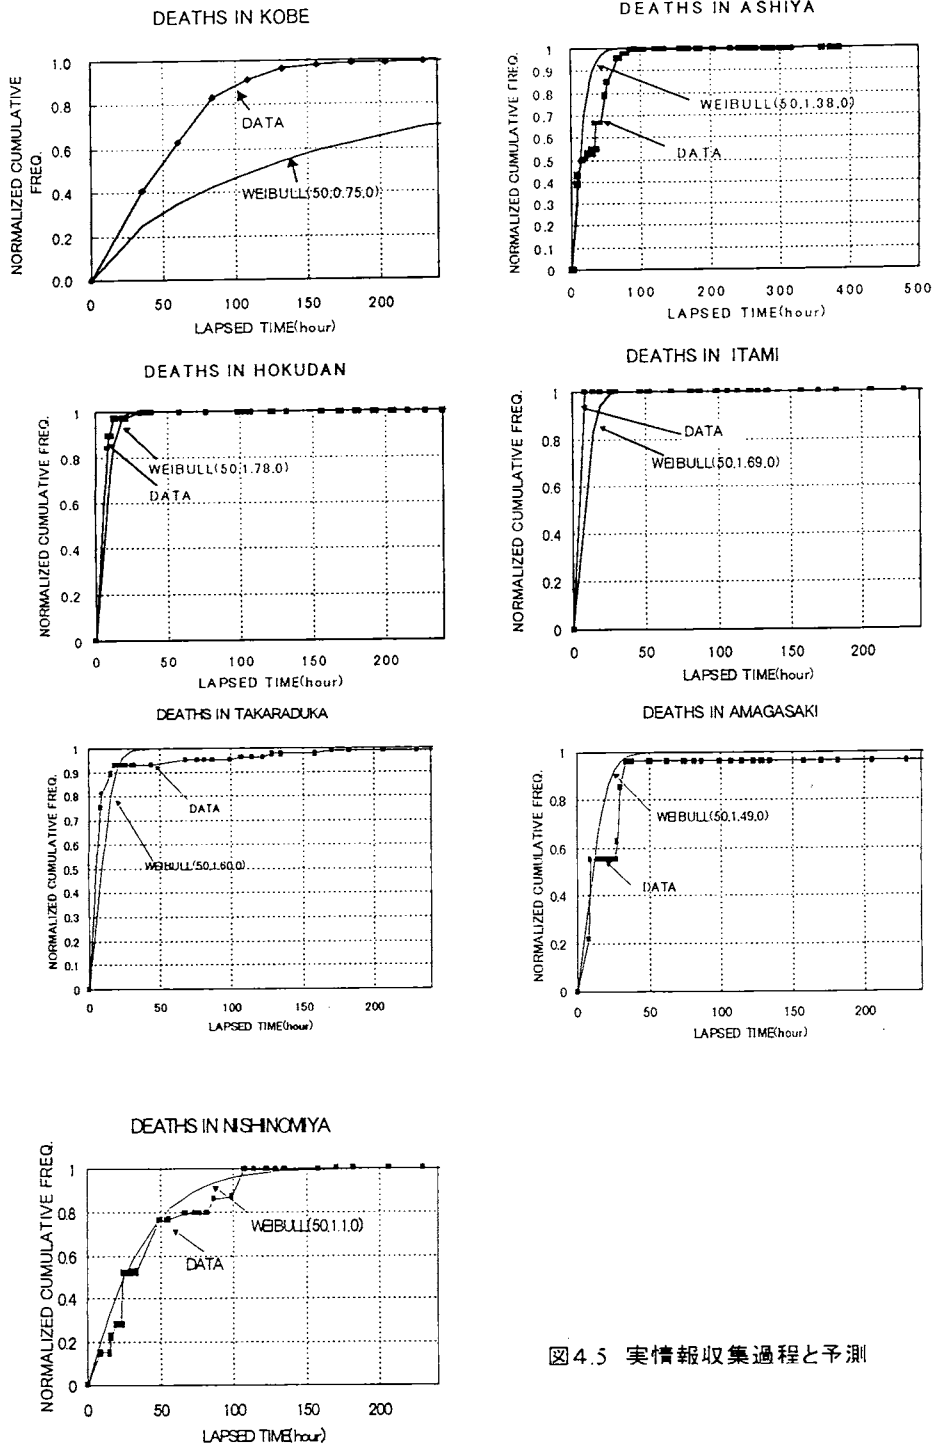 DEATHS IN KOBE
NORMALIZED CUMULATIVE
FREQ.
1.0
0.8
0.6
0.4
0.2
0.0
DATA
WEIBULL(50,0.75,0)
0
50
100
150
200
LAPSED TIME(hour)
DEATHS IN ASHIYA
NORMALIZED CUMULATIVE FREQ.
1
0.9
0.8
0.7
0.6
0.5
0.4
0.3
0.2
0.1
0
WEIBULL(50,1.38,0)
DATA
0
100
200
300
400
500
LAPSED TIME(hour)
DEATHS IN HOKUDAN
NORMALIZED CUMULATIVE FREQ.
1
0.8
0.6
0.4
0.2
0
WEIBULL(50,1.78,0)
DATA
0
50
100
150
200
LAPSED TIME(hour)
DEATHS IN ITAMI
NORMALIZED CUMULATIVE FREQ.
1
0.8
0.6
0.4
0.2
0
DATA
WEIBULL(50,1.69,0)
0
50
100
150
200
LAPSED TIME(hour)
DEATHS IN TAKARADUKA
NORMALIZED CUMULATIVE FREQ.
1
0.9
0.8
0.7
0.6
0.5
0.4
0.3
0.2
0.1
0
DATA
WEIBULL(50,1.60,0)
0
50
100
150
200
LAPSED TIME(hour)
DEATHS IN AMAGASAKI
NORMALIZED CUMULATIVE FREQ.
1
0.8
0.6
0.4
0.2
0
WEIBULL(50,1.49,0)
DATA
0
50
100
150
200
LAPSED TIME(hour)
DEATHS IN NISHINOMIYA
NORMALIZED CUMULATIVE FREQ.
1
0.8
0.6
0.4
0.2
0
WEIBULL(50,1.1,0)
DATA
0
50
100
150
200
LAPSED TIME(hour)
図4.5 実情報収集過程と予測